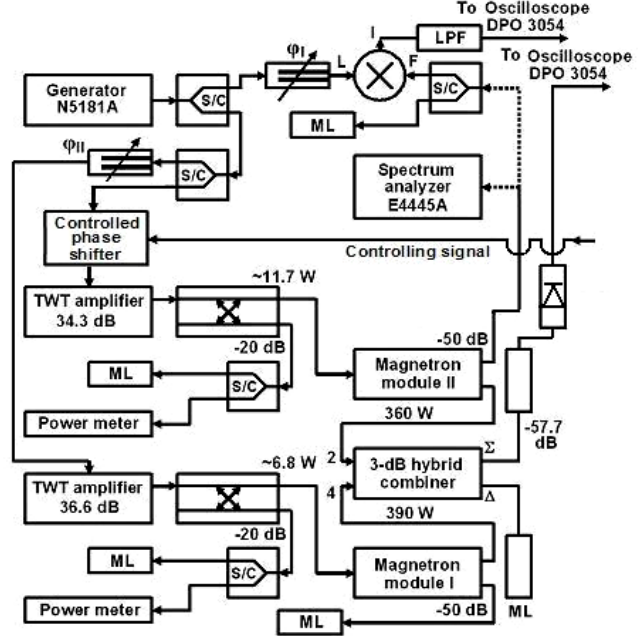 To Oscilloscope
DPO 3054
To Oscilloscope
DPO 3054
I
LPF
φI
L
F
Generator
N5181A
S/C
S/C
ML
φII
S/C
Spectrum
analyzer
E4445A
Controlled
phase
shifter
Controlling signal
~11.7 W
TWT amplifier
34.3 dB
-50 dB
-20 dB
Magnetron
module II
ML
S/C
360 W
-57.7
dB
Power meter
2
3-dB hybrid
combiner
Σ
~6.8 W
4
Δ
TWT amplifier
36.6 dB
390 W
-20 dB
ML
S/C
Magnetron
module I
Power meter
-50 dB
ML
ML